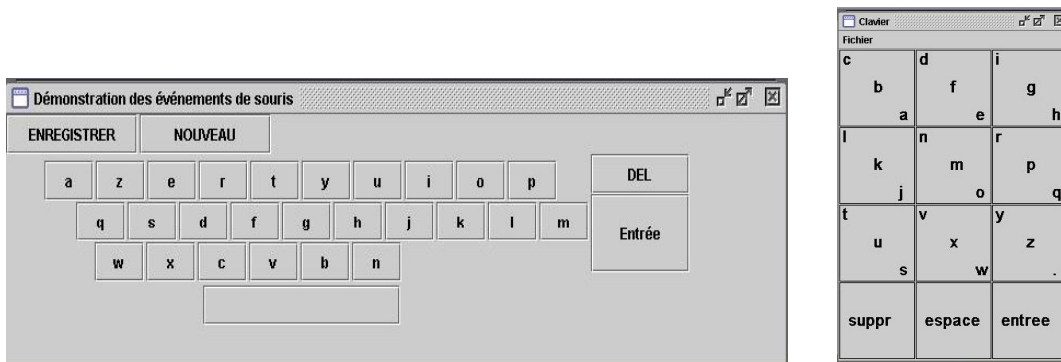 Démonstration des événements de souris
ENREGISTRER NOUVEAU
a z e r t y u i o p DEL
q s d f g h j k l m Entrée
w x c v b n
Clavier
Fichier
c d i
b f g
a e h
l n r
k m p
j o q
t v y
u x z
s w .
suppr espace entree